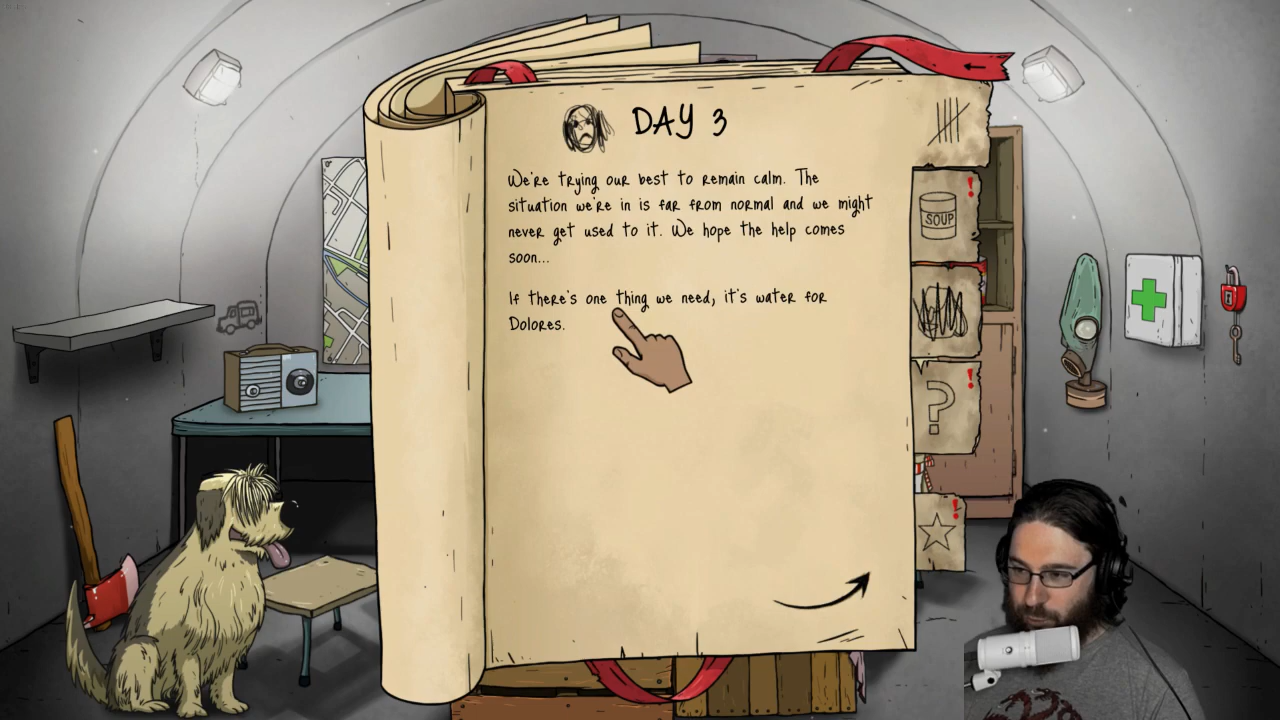 DAY 3
We're trying our best to remain calm. The
situation we're in is far from normal and we might
never get used to it. We hope the help comes
soon...
If there's one thing we need, it's water for
Dolores.
!
SOUP
!
?
!